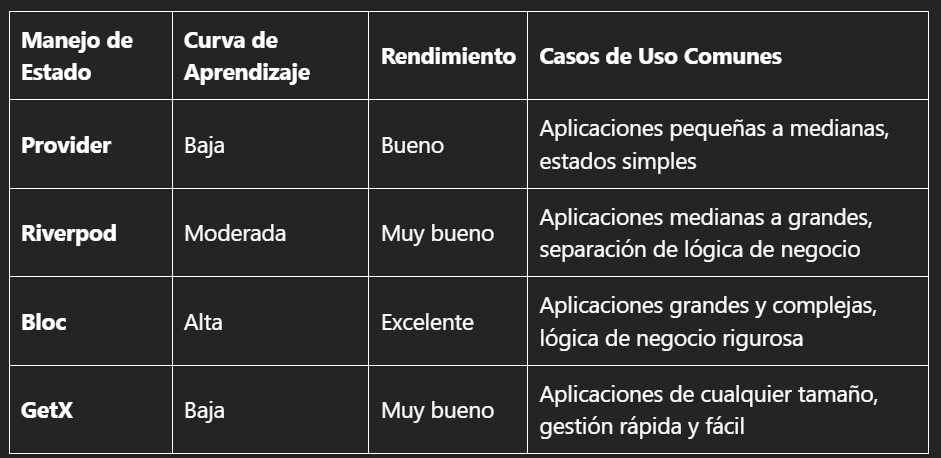 Manejo de
Estado
Curva de
Aprendizaje
Rendimiento
Casos de Uso Comunes
Provider
Baja
Bueno
Aplicaciones pequeñas a medianas,
estados simples
Riverpod
Moderada
Muy bueno
Aplicaciones medianas a grandes,
separación de lógica de negocio
Bloc
Alta
Excelente
Aplicaciones grandes y complejas,
lógica de negocio rigurosa
GetX
Baja
Muy bueno
Aplicaciones de cualquier tamaño,
gestión rápida y fácil